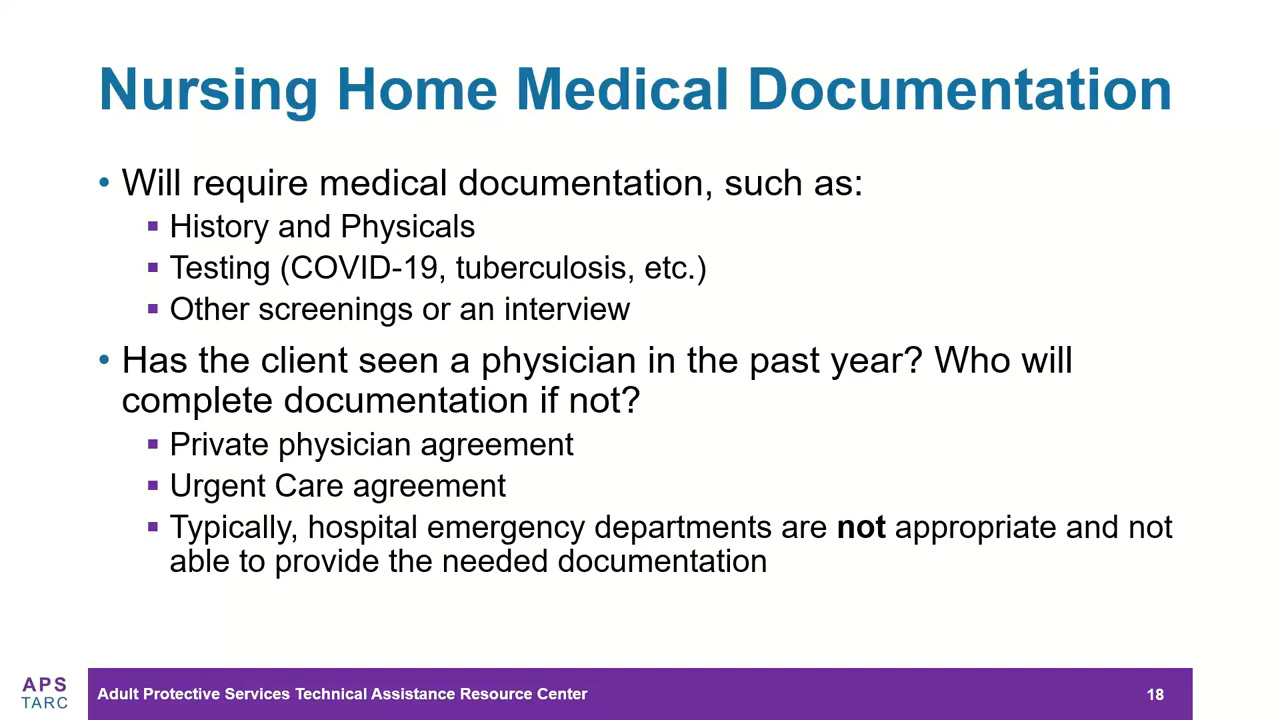 Nursing Home Medical Documentation
• Will require medical documentation, such as:
▪ History and Physicals
▪ Testing (COVID-19, tuberculosis, etc.)
▪ Other screenings or an interview
• Has the client seen a physician in the past year? Who will
complete documentation if not?
▪ Private physician agreement
▪ Urgent Care agreement
▪ Typically, hospital emergency departments are not appropriate and not
able to provide the needed documentation
APS
TARC
Adult Protective Services Technical Assistance Resource Center
18